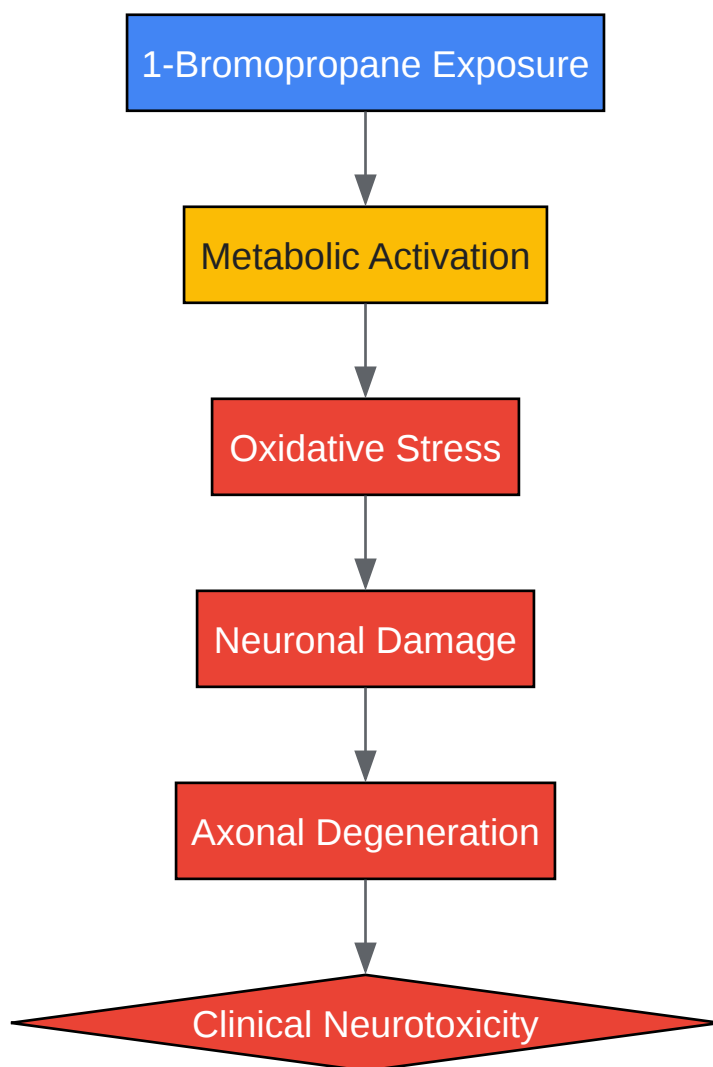 1-Bromopropane Exposure
Metabolic Activation
Oxidative Stress
Neuronal Damage
Axonal Degeneration
Clinical Neurotoxicity